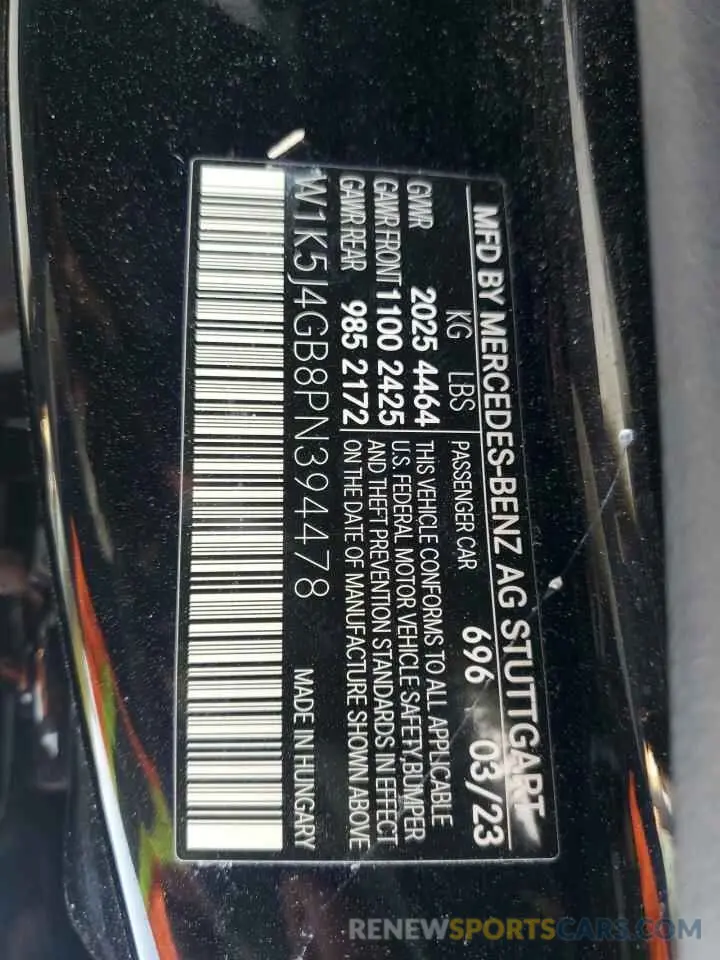 MFD BY MERCEDES-BENZ AG STUTTGART
KG LBS PASSENGER CAR 696 03/23
GWR 2025 4464 THIS VEHICLE CONFORMS TO ALL APPLICABLE
GAWR FRONT 1100 2425 U.S. FEDERAL MOTOR VEHICLE SAFETY,BUMPER
AND THEFT PREVENTION STANDARDS IN EFFECT
GAWR REAR 985 2172 ON THE DATE OF MANUFACTURE SHOWN ABOVE
W1K5J4GB8PN394478 MADE IN HUNGARY
RENEWSPORTSCARS.COM